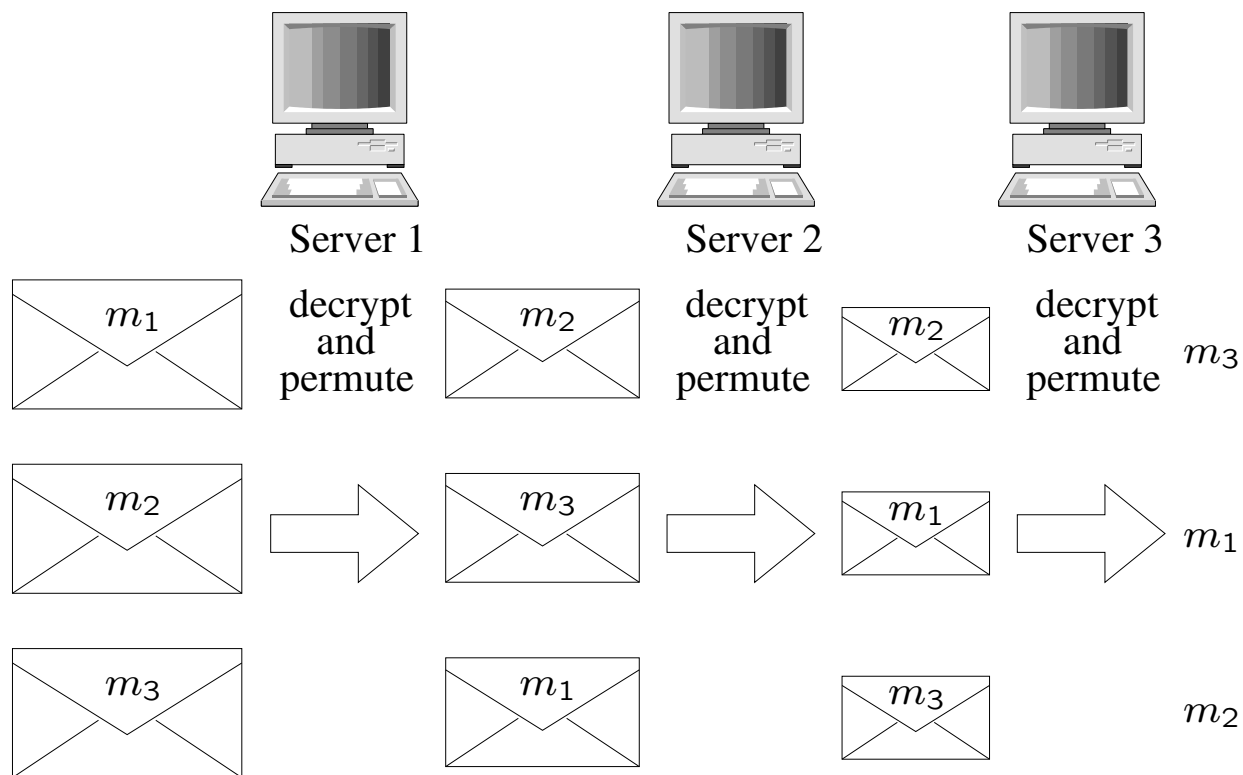 Server 1 Server 2 Server 3
m₁ decrypt m₂ decrypt m₂ decrypt
and and and m₃
permute permute permute
m₂ m₃ m₁ m₁
m₃ m₁ m₃ m₂